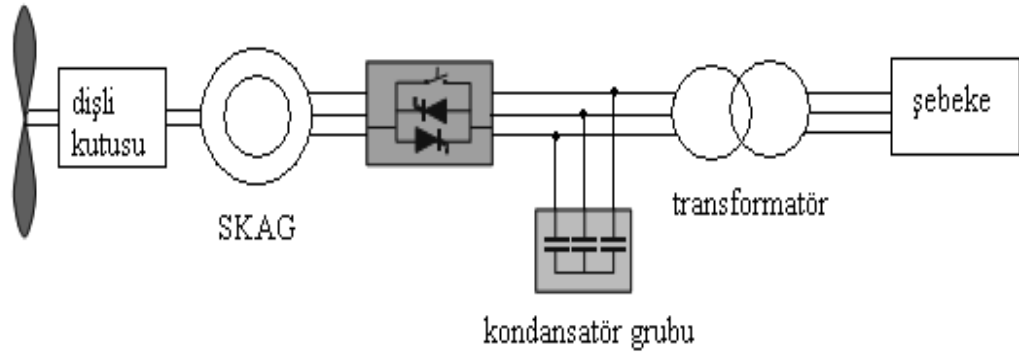 dişli
kutusu
SKAG
kondansatör grubu
transformatör
şebeke